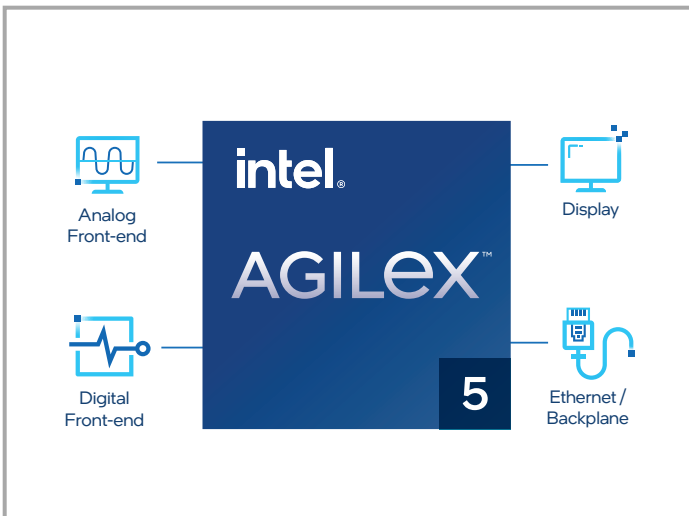 intel®
AGILEX™
5
Analog
Front-end
Digital
Front-end
Display
Ethernet /
Backplane